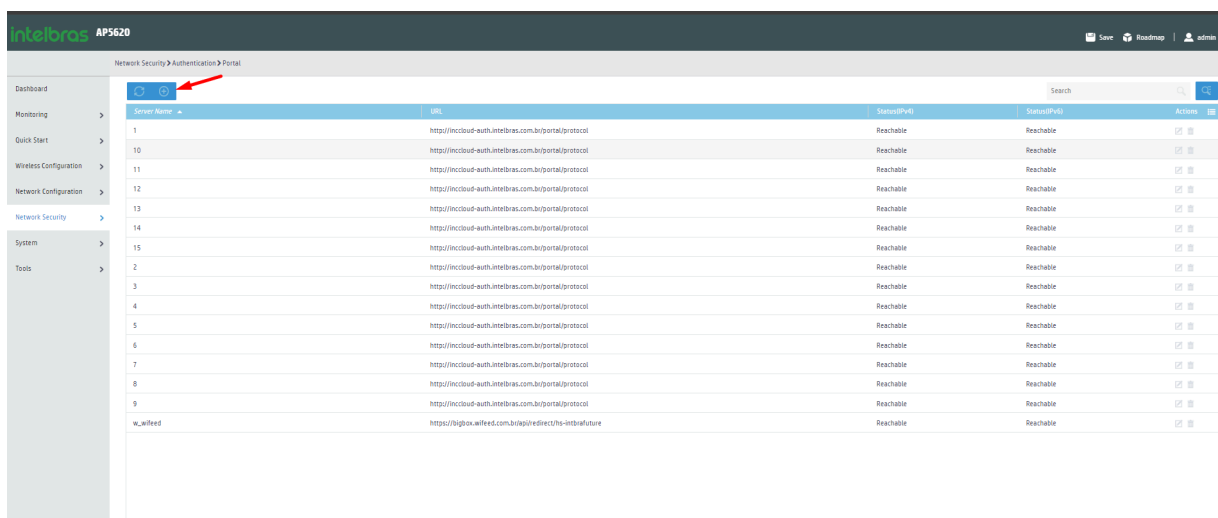 intelbras AP5620
Save Roadmap | admin
Network Security > Authentication > Portal
Dashboard
Monitoring
Quick Start
Wireless Configuration
Network Configuration
Network Security
System
Tools
Search
Server Name URL Status(IPv4) Status(IPv6) Actions
1 http://inccloud-auth.intelbras.com.br/portal/protocol Reachable Reachable
10 http://inccloud-auth.intelbras.com.br/portal/protocol Reachable Reachable
11 http://inccloud-auth.intelbras.com.br/portal/protocol Reachable Reachable
12 http://inccloud-auth.intelbras.com.br/portal/protocol Reachable Reachable
13 http://inccloud-auth.intelbras.com.br/portal/protocol Reachable Reachable
14 http://inccloud-auth.intelbras.com.br/portal/protocol Reachable Reachable
15 http://inccloud-auth.intelbras.com.br/portal/protocol Reachable Reachable
2 http://inccloud-auth.intelbras.com.br/portal/protocol Reachable Reachable
3 http://inccloud-auth.intelbras.com.br/portal/protocol Reachable Reachable
4 http://inccloud-auth.intelbras.com.br/portal/protocol Reachable Reachable
5 http://inccloud-auth.intelbras.com.br/portal/protocol Reachable Reachable
6 http://inccloud-auth.intelbras.com.br/portal/protocol Reachable Reachable
7 http://inccloud-auth.intelbras.com.br/portal/protocol Reachable Reachable
8 http://inccloud-auth.intelbras.com.br/portal/protocol Reachable Reachable
9 http://inccloud-auth.intelbras.com.br/portal/protocol Reachable Reachable
w_wifeed https://bigbox.wifeed.com.br/api/redirect/hs-intbrafuture Reachable Reachable